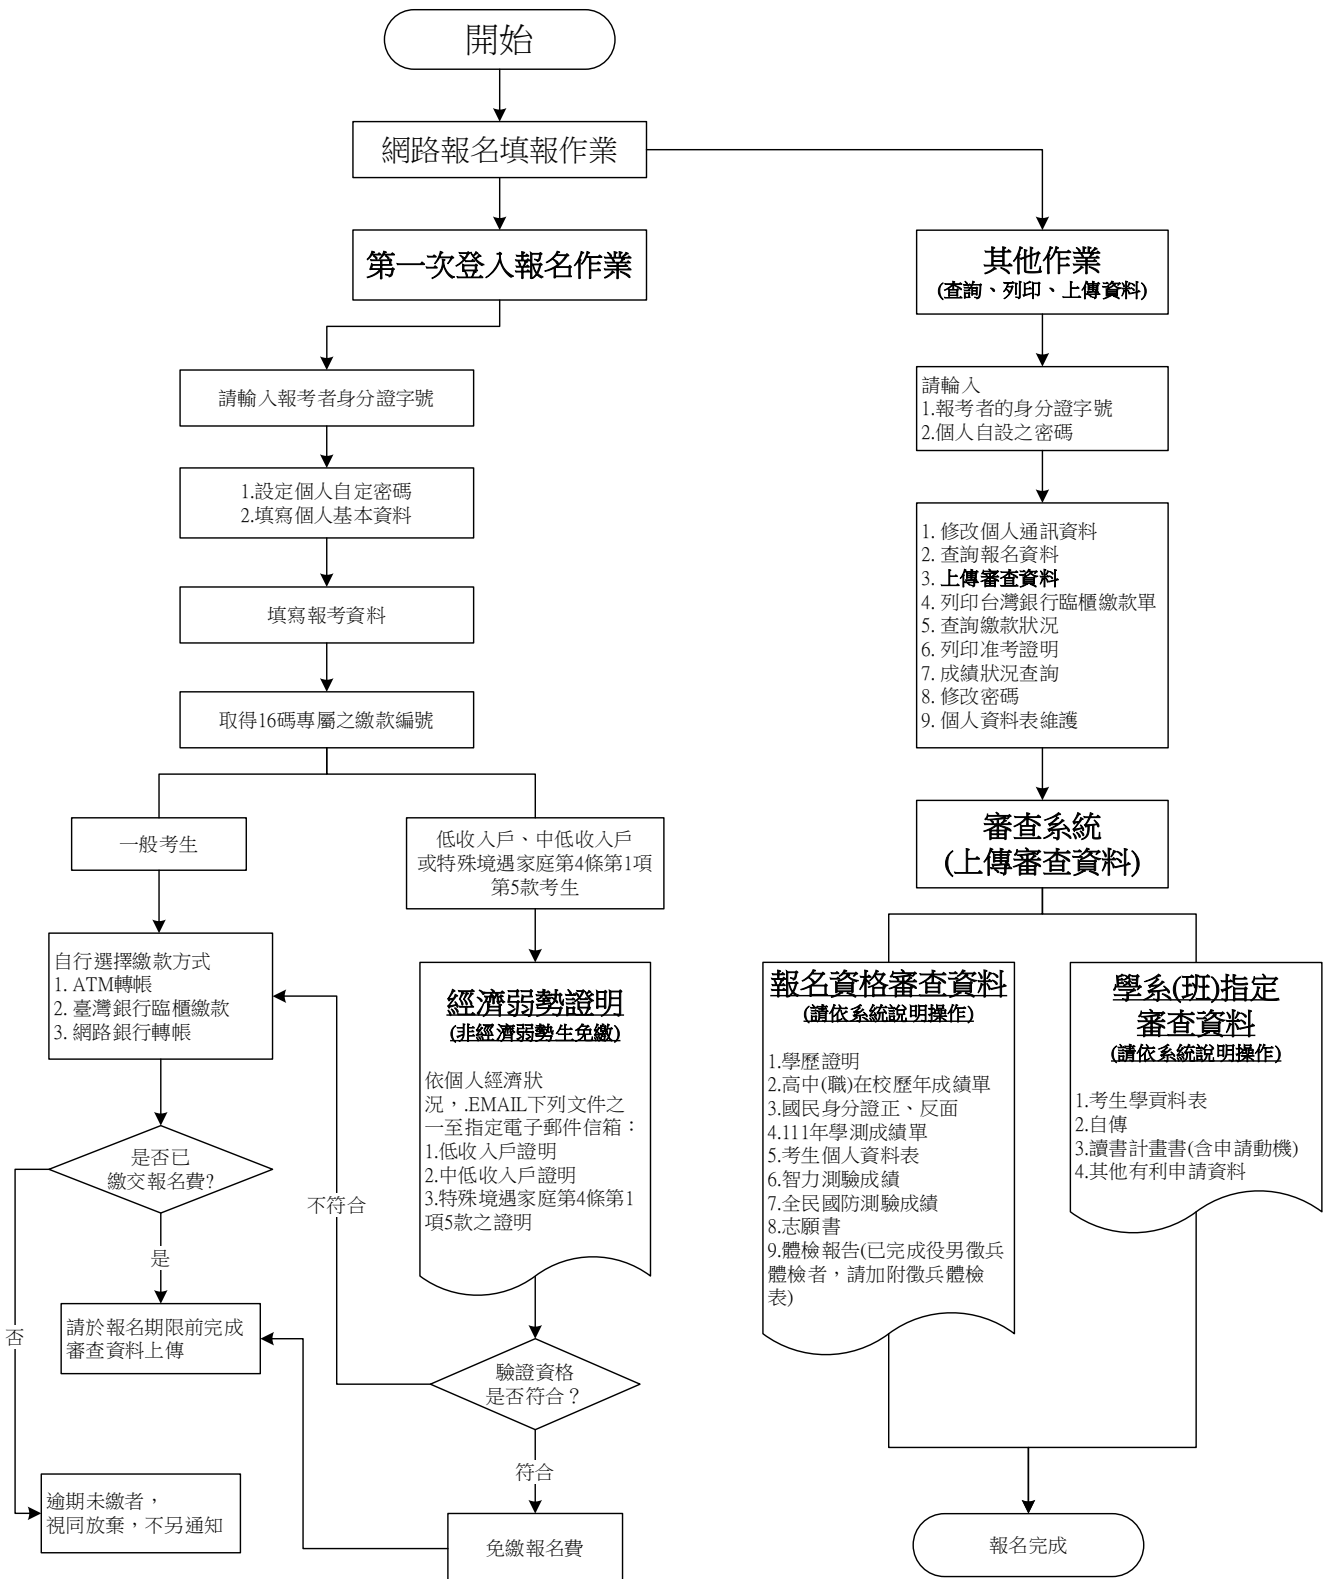 開始
網路報名填報作業
第一次登入報名作業
請輸入報考者身分證字號
1.設定個人自定密碼
2.填寫個人基本資料
填寫報考資料
取得16碼專屬之繳款編號
一般考生
低收入戶、中低收入戶
或特殊境遇家庭第4條第1項
第5款考生
自行選擇繳款方式
1. ATM轉帳
2. 臺灣銀行臨櫃繳款
3. 網路銀行轉帳
經濟弱勢證明
(非經濟弱勢生免繳)
依個人經濟狀
況，.EMAIL下列文件之
一至指定電子郵件信箱：
1.低收入戶證明
2.中低收入戶證明
3.特殊境遇家庭第4條第1
項5款之證明
是否已
繳交報名費?
不符合
是
否
請於報名期限前完成
審查資料上傳
驗證資格
是否符合？
符合
逾期未繳者，
視同放棄，不另通知
免繳報名費
其他作業
(查詢、列印、上傳資料)
請輸入
1.報考者的身分證字號
2.個人自設之密碼
1. 修改個人通訊資料
2. 查詢報名資料
3. 上傳審查資料
4. 列印台灣銀行臨櫃繳款單
5. 查詢繳款狀況
6. 列印准考證明
7. 成績狀況查詢
8. 修改密碼
9. 個人資料表維護
審查系統
(上傳審查資料)
報名資格審查資料
(請依系統說明操作)
1.學歷證明
2.高中(職)在校歷年成績單
3.國民身分證正、反面
4.111年學測成績單
5.考生個人資料表
6.智力測驗成績
7.全民國防測驗成績
8.志願書
9.體檢報告(已完成役男徵兵
體檢者，請加附徵兵體檢
表)
學系(班)指定
審查資料
(請依系統說明操作)
1.考生學貢料表
2.自傳
3.讀書計畫書(含申請動機)
4.其他有利申請資料
報名完成